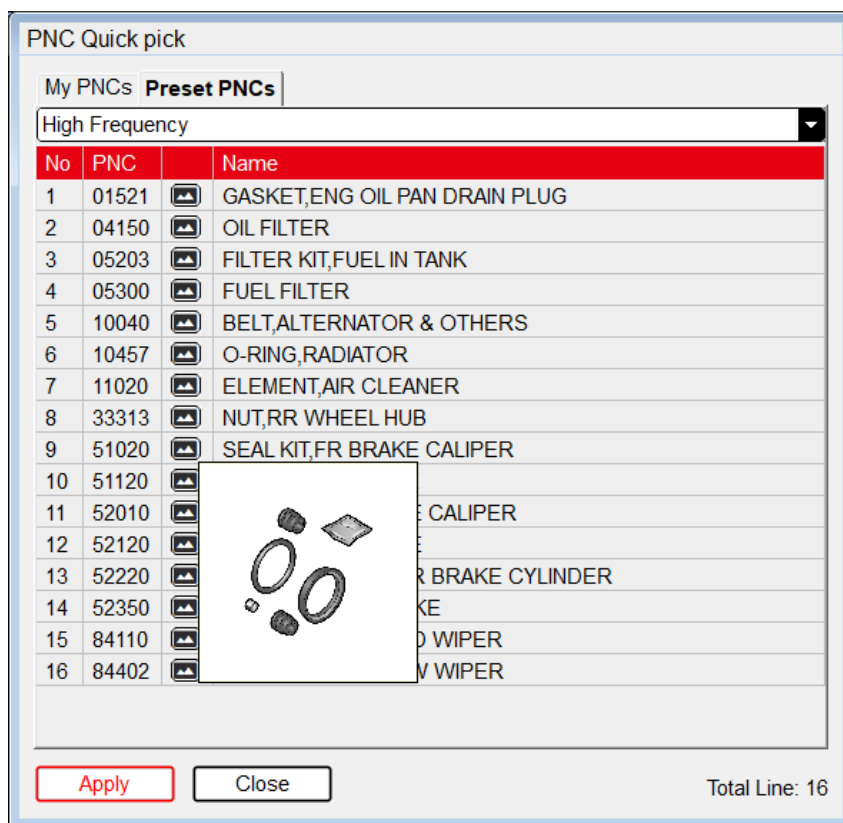 PNC Quick pick
My PNCs Preset PNCs
High Frequency
No PNC Name
1 01521 GASKET,ENG OIL PAN DRAIN PLUG
2 04150 OIL FILTER
3 05203 FILTER KIT,FUEL IN TANK
4 05300 FUEL FILTER
5 10040 BELT,ALTERNATOR & OTHERS
6 10457 O-RING,RADIATOR
7 11020 ELEMENT,AIR CLEANER
8 33313 NUT,RR WHEEL HUB
9 51020 SEAL KIT,FR BRAKE CALIPER
10 51120
11 52010 CALIPER
12 52120
13 52220 BRAKE CYLINDER
14 52350
15 84110 WIPER
16 84402 WIPER
Apply Close Total Line: 16